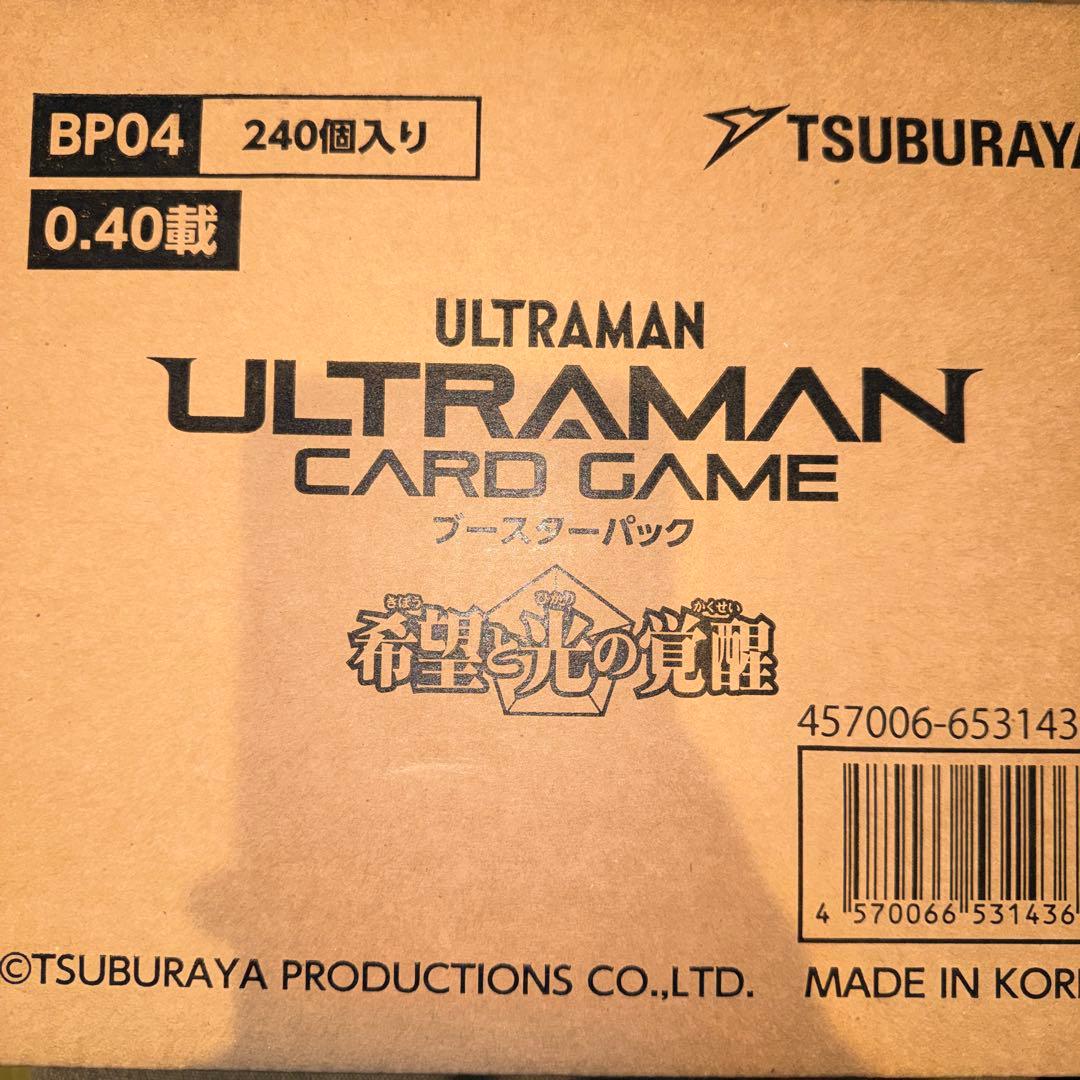 BP04 240個入り
TSUBURAYA
0.40載
ULTRAMAN
ULTRAMAN
CARD GAME
ブースターパック
きぼう ひかり かくせい
希望と光の覚醒
457006-653143
4 570066 531436
©TSUBURAYA PRODUCTIONS CO.,LTD. MADE IN KOR